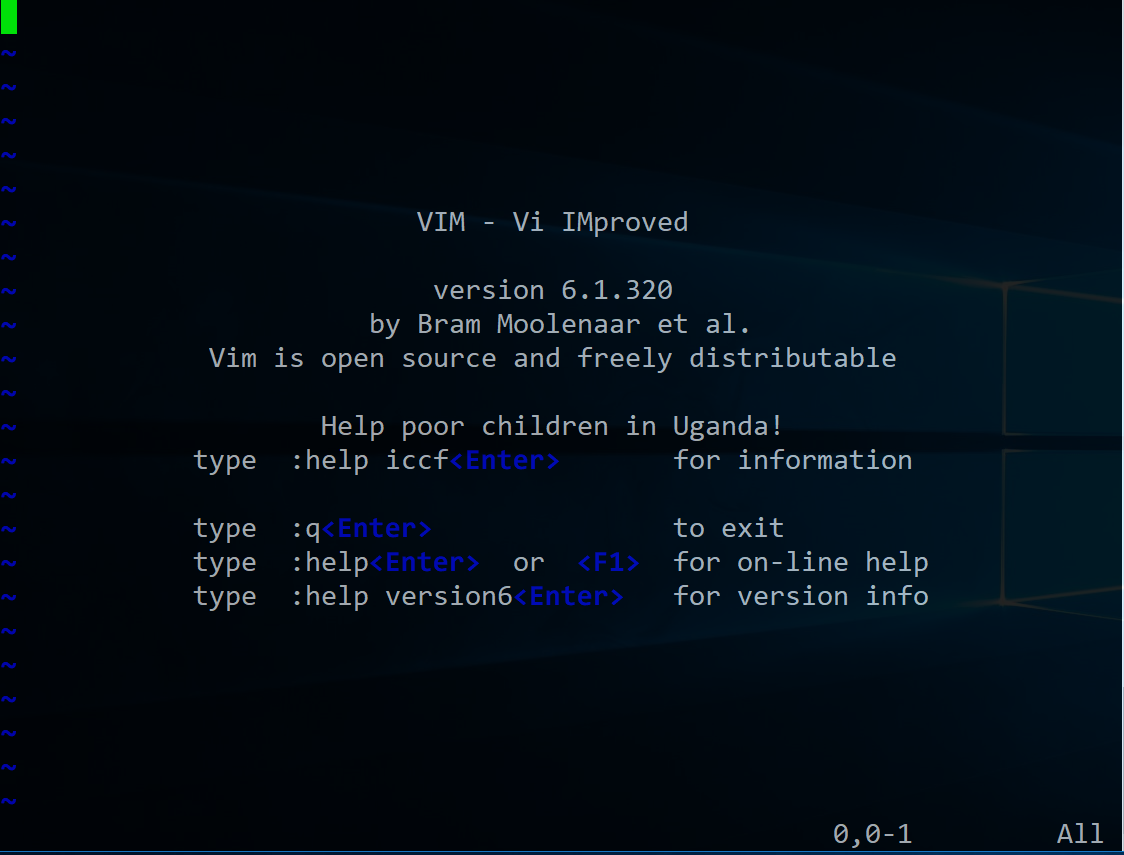 ~
~
~
~
~
~ VIM - Vi IMproved
~
~ version 6.1.320
~ by Bram Moolenaar et al.
~ Vim is open source and freely distributable
~
~ Help poor children in Uganda!
~ type :help iccf<Enter> for information
~
~ type :q<Enter> to exit
~ type :help<Enter> or <F1> for on-line help
~ type :help version6<Enter> for version info
~
~
~
~
~
~
0,0-1 All